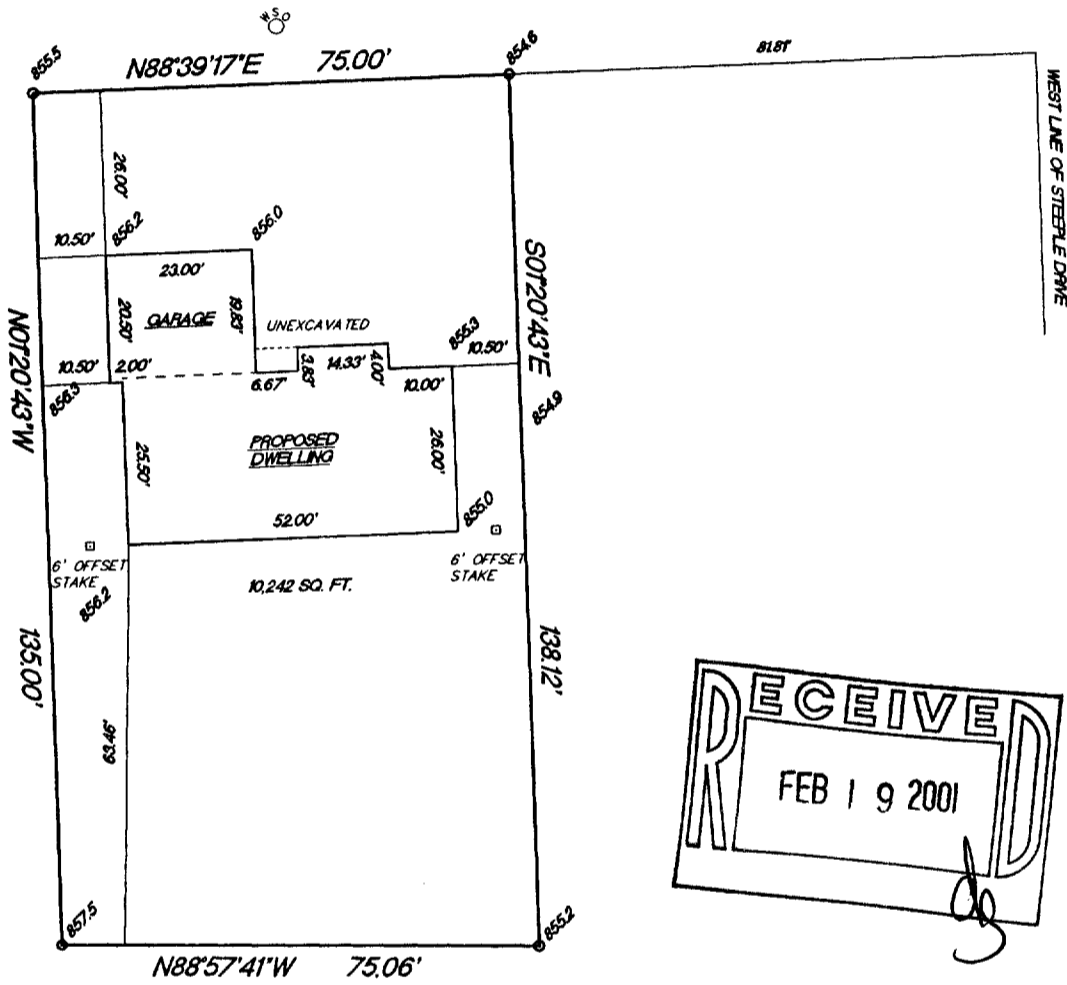 W S O
855.5
N88°39'17"E 75.00'
854.6
81.81'
WEST LINE OF STEEPLE DRIVE
26.00'
10.50'
856.2
856.0
23.00'
GARAGE
20.50'
19.83'
UNEXCAVATED
S01°20'43"E
N01°20'43"W
10.50'
2.00'
856.3
6.67'
3.83'
14.33'
4.00'
855.3
10.50'
10.00'
854.9
PROPOSED
DWELLING
25.50'
26.00'
52.00'
855.0
6' OFFSET
STAKE
856.2
6' OFFSET
STAKE
10,242 SQ. FT.
135.00'
138.12'
63.46'
857.5
855.2
N88°57'41"W 75.06'
RECEIVED
FEB 19 2001